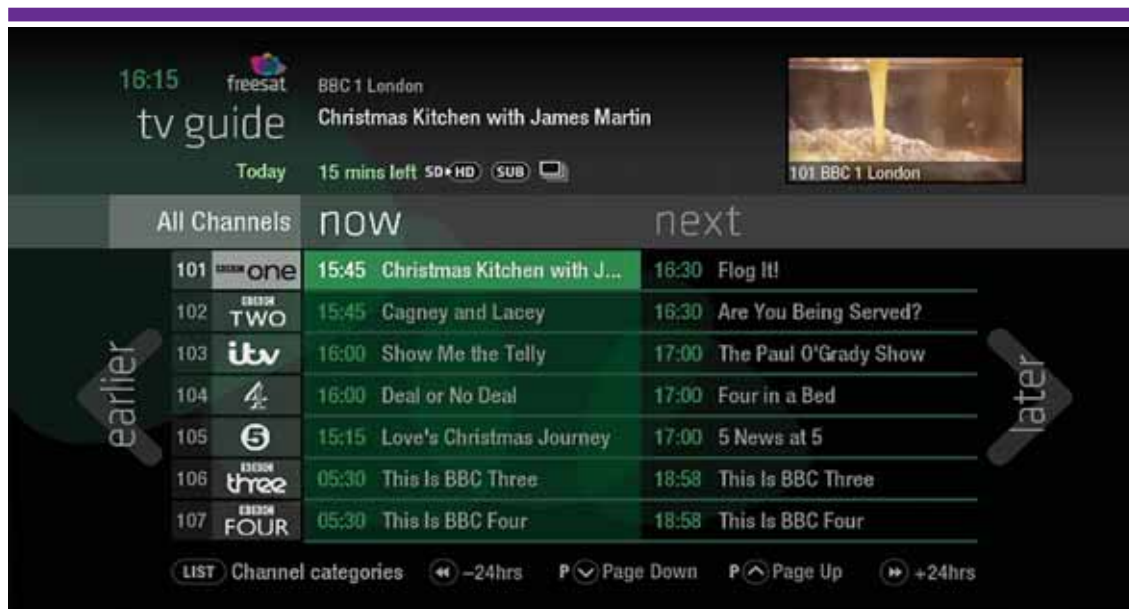 16:15 freesat
tv guide
Today
BBC 1 London
Christmas Kitchen with James Martin
15 mins left SD HD SUB
101 BBC 1 London
All Channels now next
101 BBC one 15:45 Christmas Kitchen with J... 16:30 Flog It!
102 BBC TWO 15:45 Cagney and Lacey 16:30 Are You Being Served?
103 itv 16:00 Show Me the Telly 17:00 The Paul O'Grady Show
104 4 16:00 Deal or No Deal 17:00 Four in a Bed
105 5 15:15 Love's Christmas Journey 17:00 5 News at 5
106 BBC three 05:30 This Is BBC Three 18:58 This Is BBC Three
107 BBC FOUR 05:30 This Is BBC Four 18:58 This Is BBC Four
earlier
later
LIST Channel categories –24hrs P Page Down P Page Up +24hrs